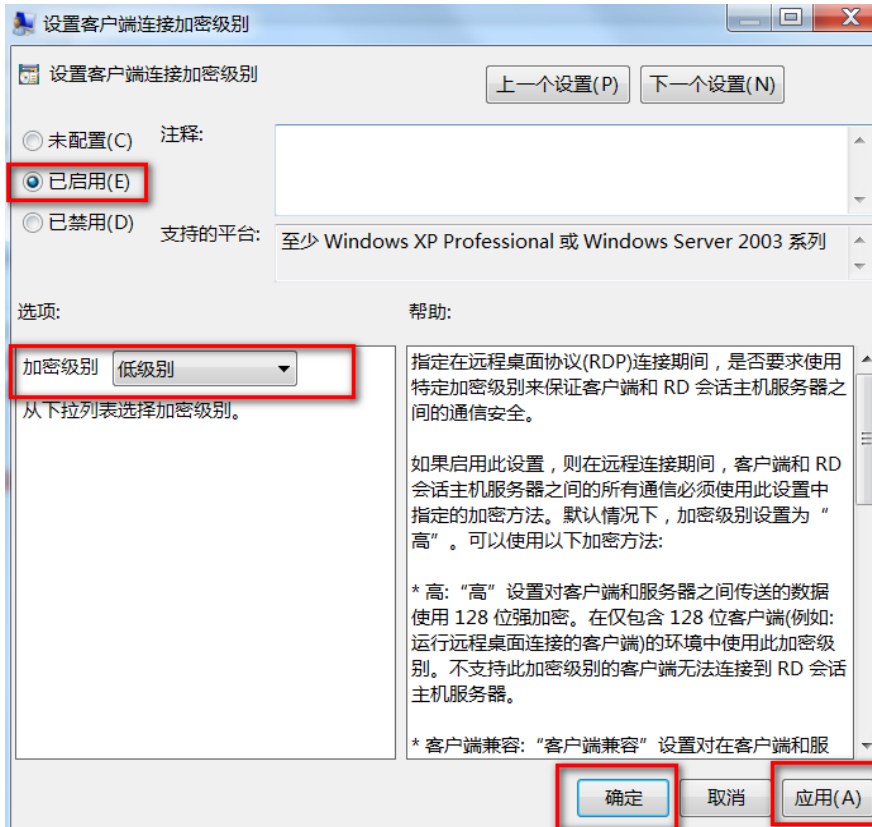 设置客户端连接加密级别
设置客户端连接加密级别
上一个设置(P)
下一个设置(N)
未配置(C)
注释:
已启用(E)
已禁用(D)
支持的平台:
至少 Windows XP Professional 或 Windows Server 2003 系列
选项:
帮助:
加密级别 低级别
从下拉列表选择加密级别。
指定在远程桌面协议(RDP)连接期间，是否要求使用
特定加密级别来保证客户端和 RD 会话主机服务器之
间的通信安全。
如果启用此设置，则在远程连接期间，客户端和 RD
会话主机服务器之间的所有通信必须使用此设置中
指定的加密方法。默认情况下，加密级别设置为“
高”。可以使用以下加密方法:
* 高:“高”设置对客户端和服务器之间传送的数据
使用 128 位强加密。在仅包含 128 位客户端(例如:
运行远程桌面连接的客户端)的环境中使用此加密级
别。不支持此加密级别的客户端无法连接到 RD 会话
主机服务器。
* 客户端兼容:“客户端兼容”设置对在客户端和服
确定
取消
应用(A)